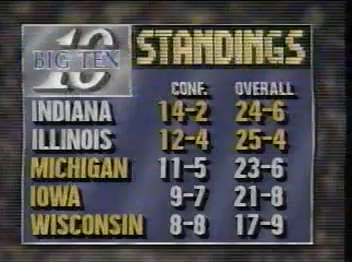 10
BIG TEN
STANDINGS
CONF. OVERALL
INDIANA 14-2 24-6
ILLINOIS 12-4 25-4
MICHIGAN 11-5 23-6
IOWA 9-7 21-8
WISCONSIN 8-8 17-9